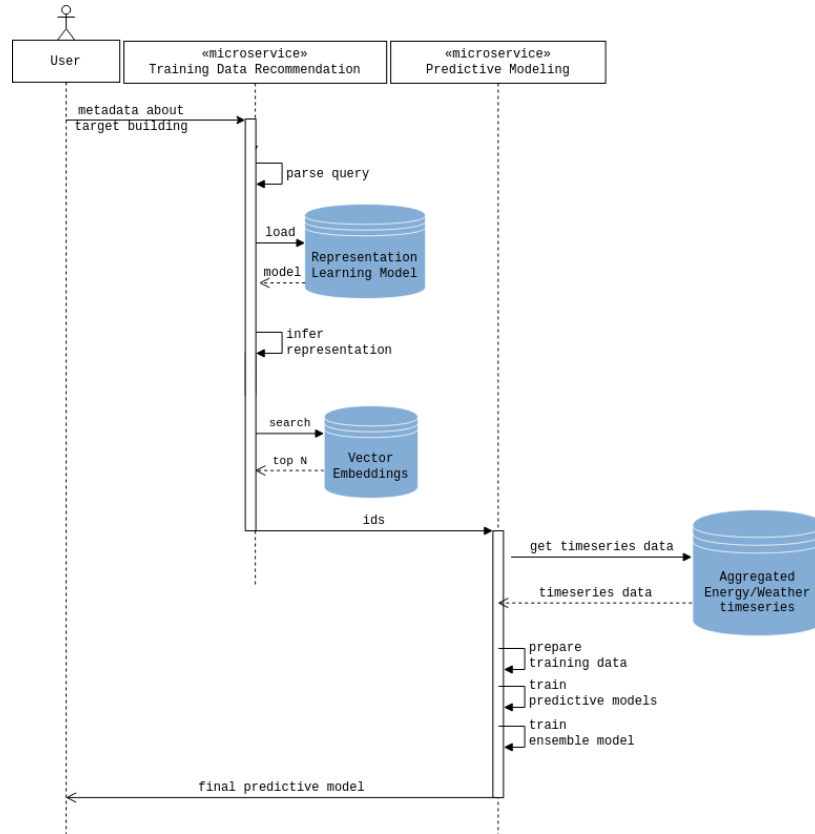 User
«microservice»
Training Data Recommendation
«microservice»
Predictive Modeling
metadata about
target building
parse query
load
Representation
Learning Model
model
infer
representation
search
Vector
Embeddings
top N
ids
get timeseries data
Aggregated
Energy/Weather
timeseries
timeseries data
prepare
training data
train
predictive models
train
ensemble model
final predictive model